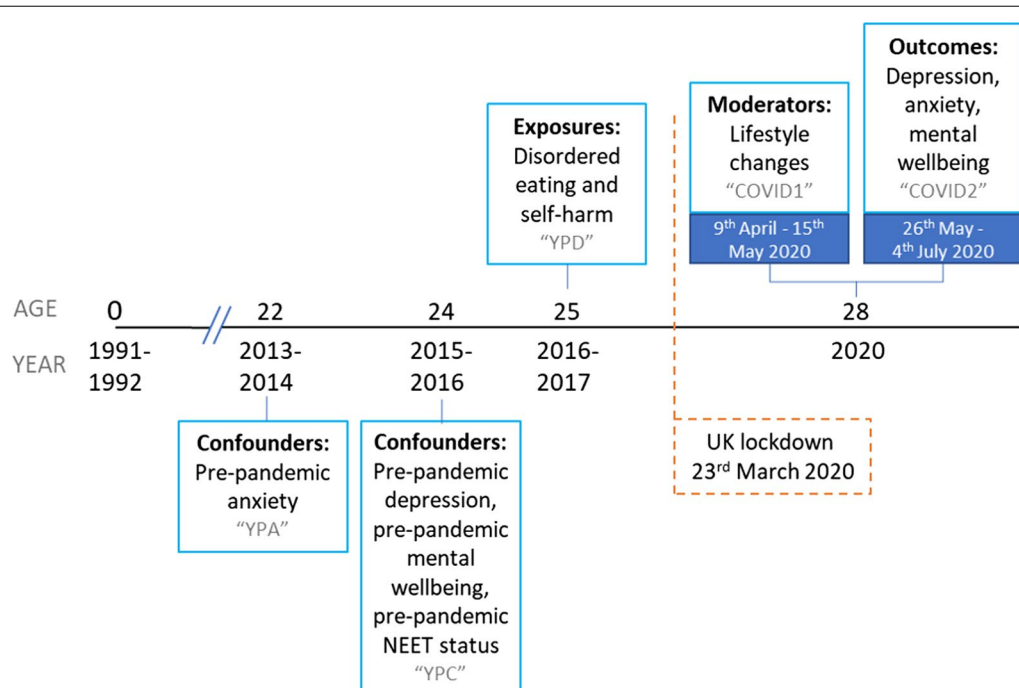 Outcomes:
Depression,
anxiety,
mental
wellbeing
“COVID2”
26th May -
4th July 2020
Moderators:
Lifestyle
changes
“COVID1”
9th April - 15th
May 2020
Exposures:
Disordered
eating and
self-harm
“YPD”
AGE 0 22 24 25 28
YEAR
1991-
1992
2013-
2014
2015-
2016
2016-
2017
2020
Confounders:
Pre-pandemic
anxiety
“YPA”
Confounders:
Pre-pandemic
depression,
pre-pandemic
mental
wellbeing,
pre-pandemic
NEET status
“YPC”
UK lockdown
23rd March 2020